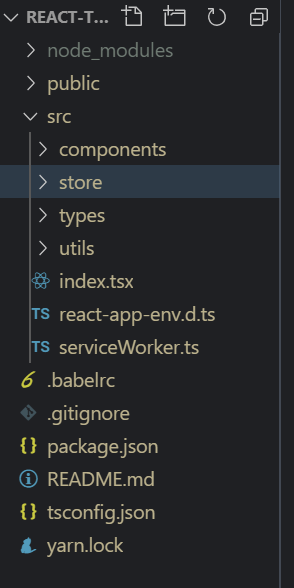 REACT-T...
node_modules
public
src
components
store
types
utils
index.tsx
TS react-app-env.d.ts
TS serviceWorker.ts
.babelrc
.gitignore
{} package.json
README.md
{} tsconfig.json
yarn.lock